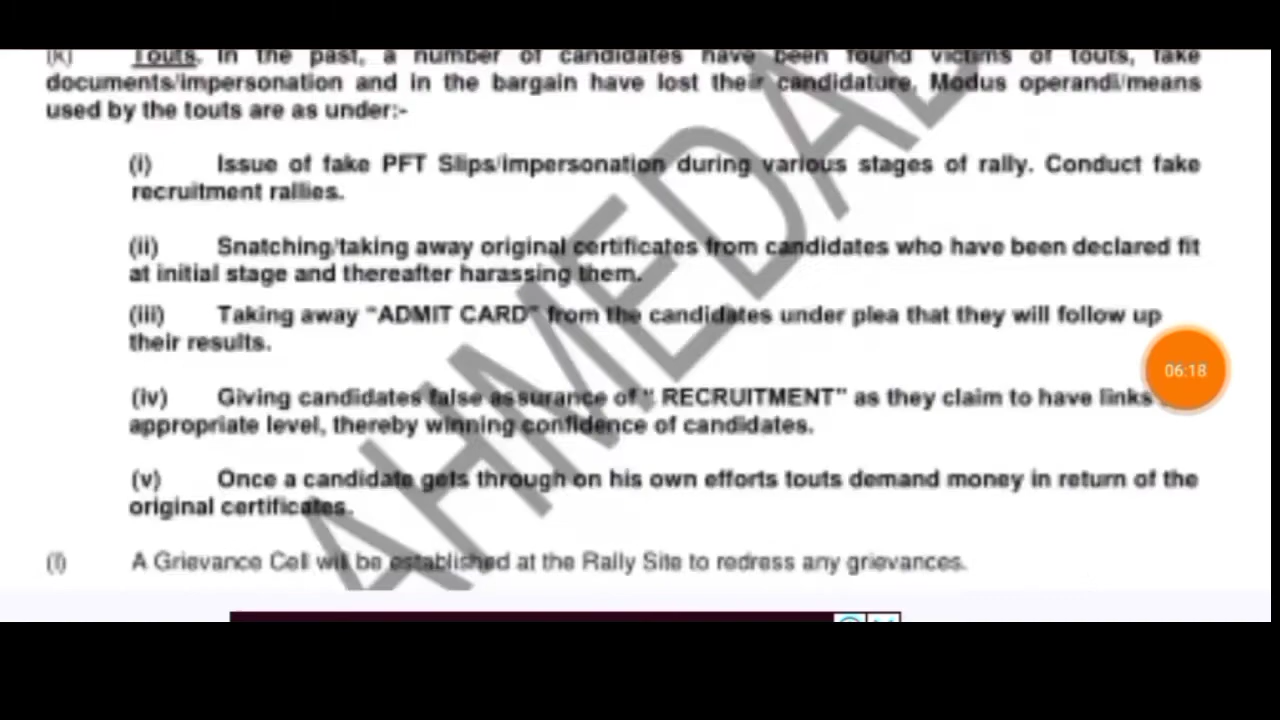 (k) Touts. In the past, a number of candidates have been found victims of touts, fake
documents/impersonation and in the bargain have lost their candidature. Modus operandi/means
used by the touts are as under:-
(i) Issue of fake PFT Slips/impersonation during various stages of rally. Conduct fake
recruitment rallies.
(ii) Snatching/taking away original certificates from candidates who have been declared fit
at initial stage and thereafter harassing them.
(iii) Taking away "ADMIT CARD" from the candidates under plea that they will follow up
their results.
06:18
(iv) Giving candidates false assurance of " RECRUITMENT" as they claim to have links
appropriate level, thereby winning confidence of candidates.
(v) Once a candidate gets through on his own efforts touts demand money in return of the
original certificates.
(l) A Grievance Cell will be established at the Rally Site to redress any grievances.
AHMEDA